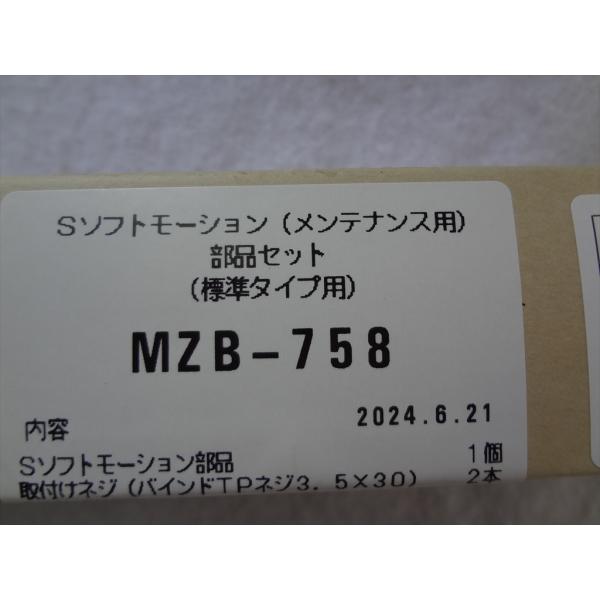 Sソフトモーション(メンテナンス用)
部品セット
(標準タイプ用)
MZB-758
2024.6.21
内容
Sソフトモーション部品 1個
取付けネジ(バインドTPネジ3.5×30) 2本